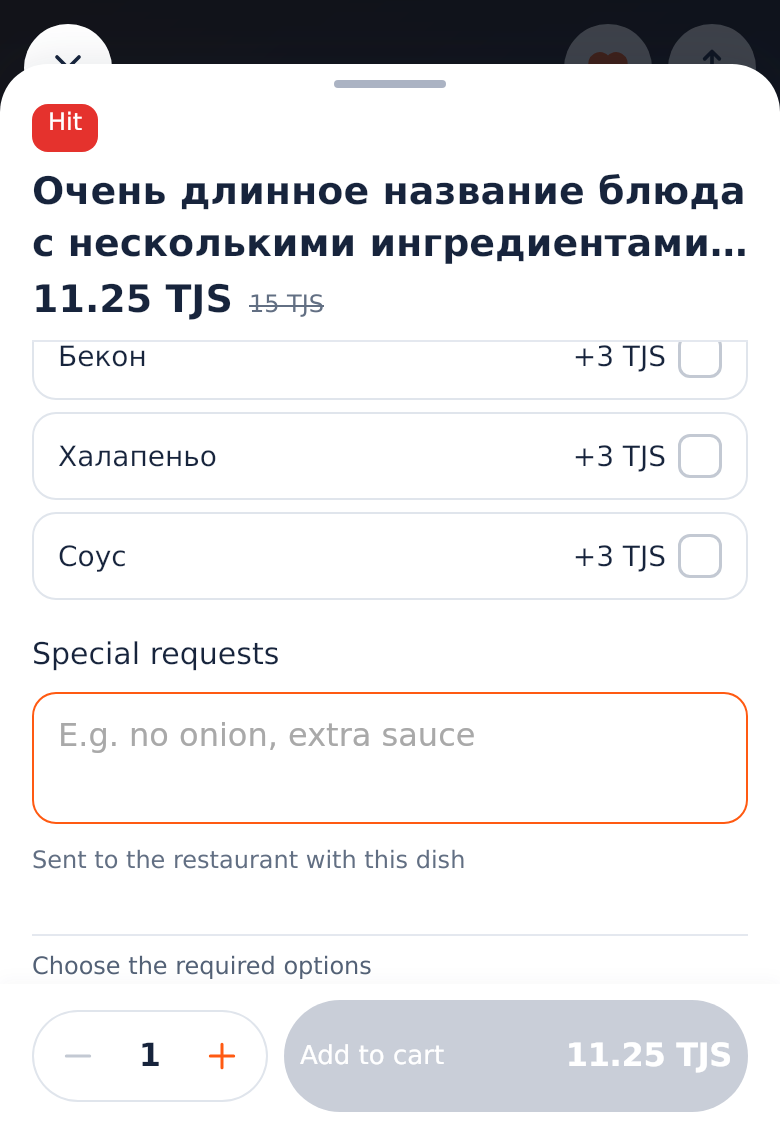 Hit
Очень длинное название блюда
с несколькими ингредиентами…
11.25 TJS 15 TJS
Бекон +3 TJS
Халапеньо +3 TJS
Соус +3 TJS
Special requests
E.g. no onion, extra sauce
Sent to the restaurant with this dish
Choose the required options
1 Add to cart 11.25 TJS